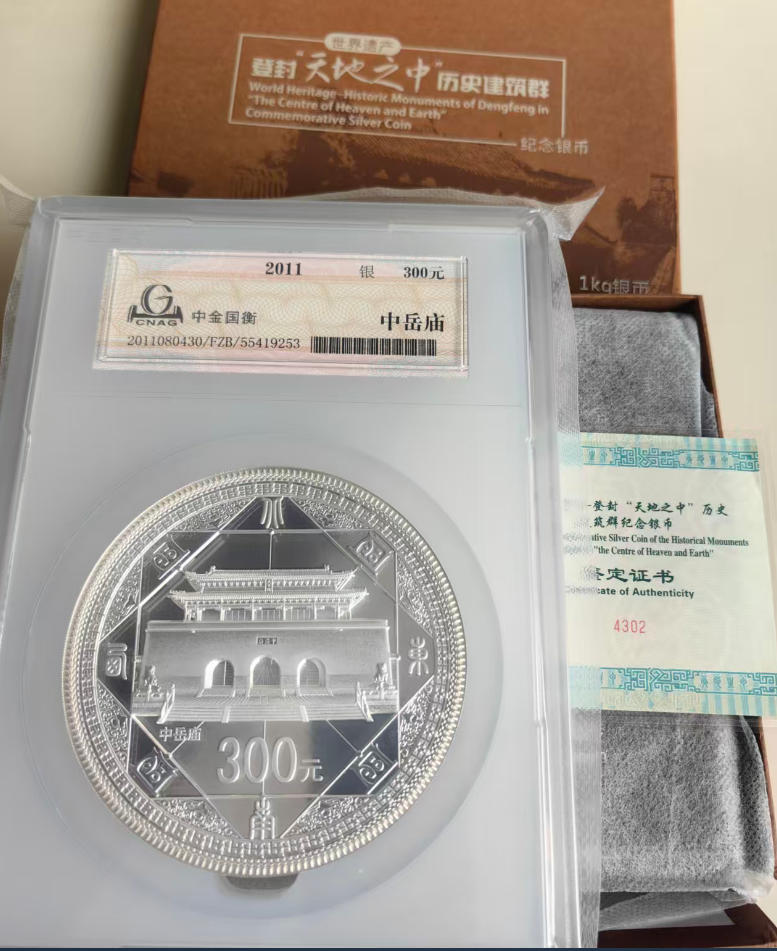 世界遗产
登封"天地之中"历史建筑群
World Heritage-Historic Monuments of Dengfeng in
"The Centre of Heaven and Earth"
Commemorative Silver Coin
纪念银币
1kg银币
2011 银 300元
CNAG 中金国衡
中岳庙
2011080430/FZB/55419253
登封"天地之中"历史
筑群纪念银币
Silver Coin of the Historical Monuments
"the Centre of Heaven and Earth"
定证书
of Authenticity
4302
中岳庙
300元